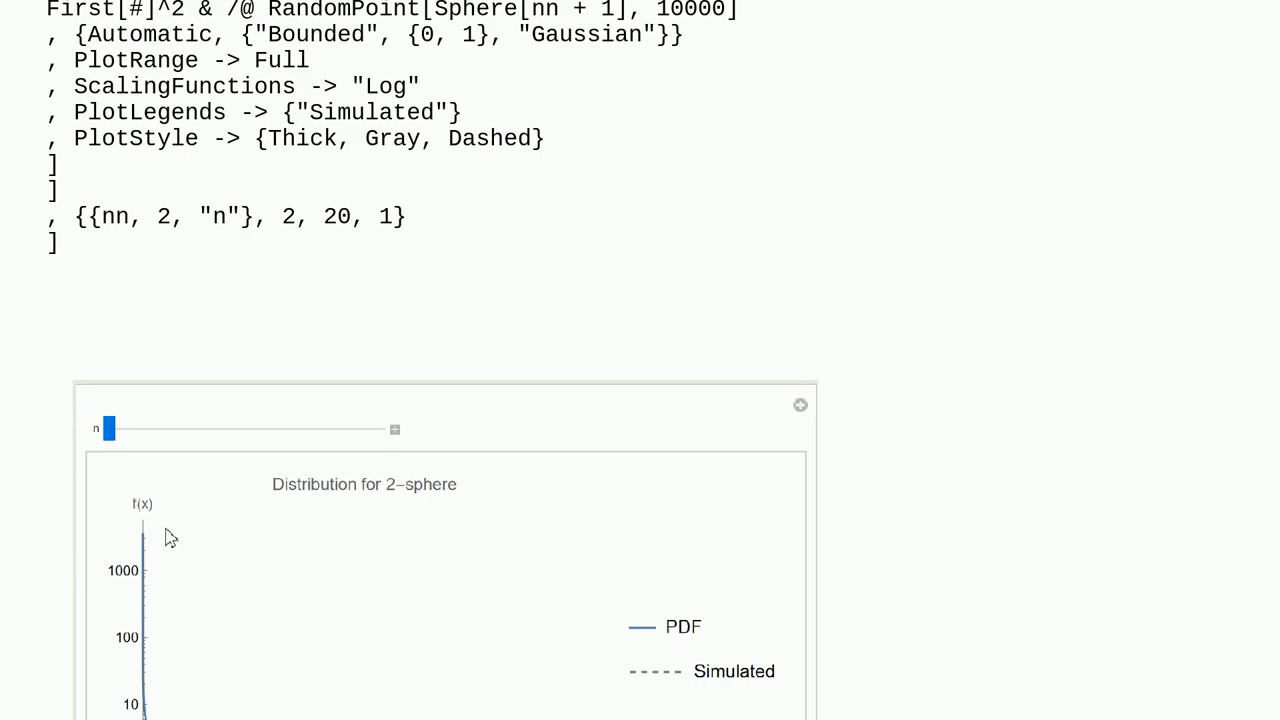 First[#]^2 & /@ RandomPoint[Sphere[nn + 1], 10000]
, {Automatic, {"Bounded", {0, 1}, "Gaussian"}}
, PlotRange -> Full
, ScalingFunctions -> "Log"
, PlotLegends -> {"Simulated"}
, PlotStyle -> {Thick, Gray, Dashed}
]
]
, {{nn, 2, "n"}, 2, 20, 1}
]
n
Distribution for 2−sphere
f(x)
1000
100
10
PDF
Simulated